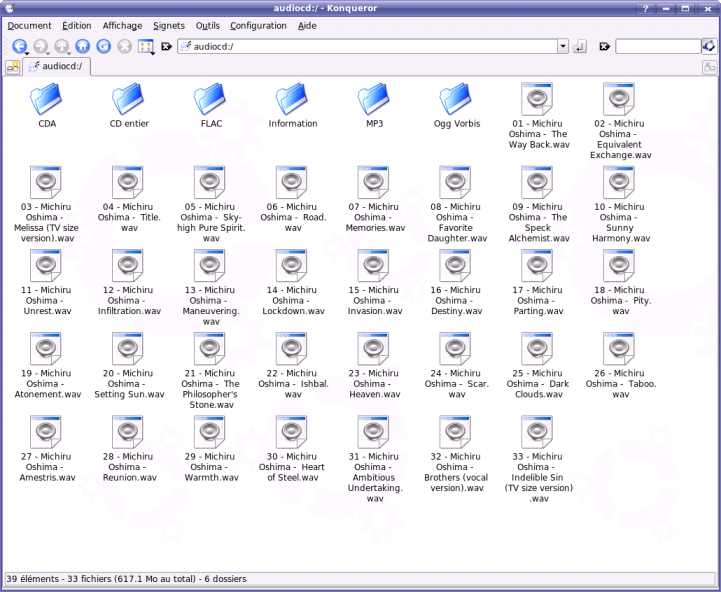 audiocd:/ - Konqueror
Document Édition Affichage Signets Outils Configuration Aide
audiocd:/
audiocd:/
CDA
CD entier
FLAC
Information
MP3
Ogg Vorbis
01 - Michiru
Oshima - The
Way Back.wav
02 - Michiru
Oshima -
Equivalent
Exchange.wav
03 - Michiru
Oshima -
Melissa (TV size
version).wav
04 - Michiru
Oshima - Title.
wav
05 - Michiru
Oshima - Sky-
high Pure Spirit.
wav
06 - Michiru
Oshima - Road.
wav
07 - Michiru
Oshima -
Memories.wav
08 - Michiru
Oshima -
Favorite
Daughter.wav
09 - Michiru
Oshima - The
Speck
Alchemist.wav
10 - Michiru
Oshima -
Sunny
Harmony.wav
11 - Michiru
Oshima -
Unrest.wav
12 - Michiru
Oshima -
Infiltration.wav
13 - Michiru
Oshima -
Maneuvering.
wav
14 - Michiru
Oshima -
Lockdown.wav
15 - Michiru
Oshima -
Invasion.wav
16 - Michiru
Oshima -
Destiny.wav
17 - Michiru
Oshima -
Parting.wav
18 - Michiru
Oshima - Pity.
wav
19 - Michiru
Oshima -
Atonement.wav
20 - Michiru
Oshima -
Setting Sun.wav
21 - Michiru
Oshima - The
Philosopher's
Stone.wav
22 - Michiru
Oshima - Ishbal.
wav
23 - Michiru
Oshima -
Heaven.wav
24 - Michiru
Oshima - Scar.
wav
25 - Michiru
Oshima - Dark
Clouds.wav
26 - Michiru
Oshima - Taboo.
wav
27 - Michiru
Oshima -
Amestris.wav
28 - Michiru
Oshima -
Reunion.wav
29 - Michiru
Oshima -
Warmth.wav
30 - Michiru
Oshima - Heart
of Steel.wav
31 - Michiru
Oshima -
Ambitious
Undertaking.
wav
32 - Michiru
Oshima -
Brothers (vocal
version).wav
33 - Michiru
Oshima -
Indelible Sin
(TV size version)
.wav
39 éléments - 33 fichiers (617.1 Mo au total) - 6 dossiers